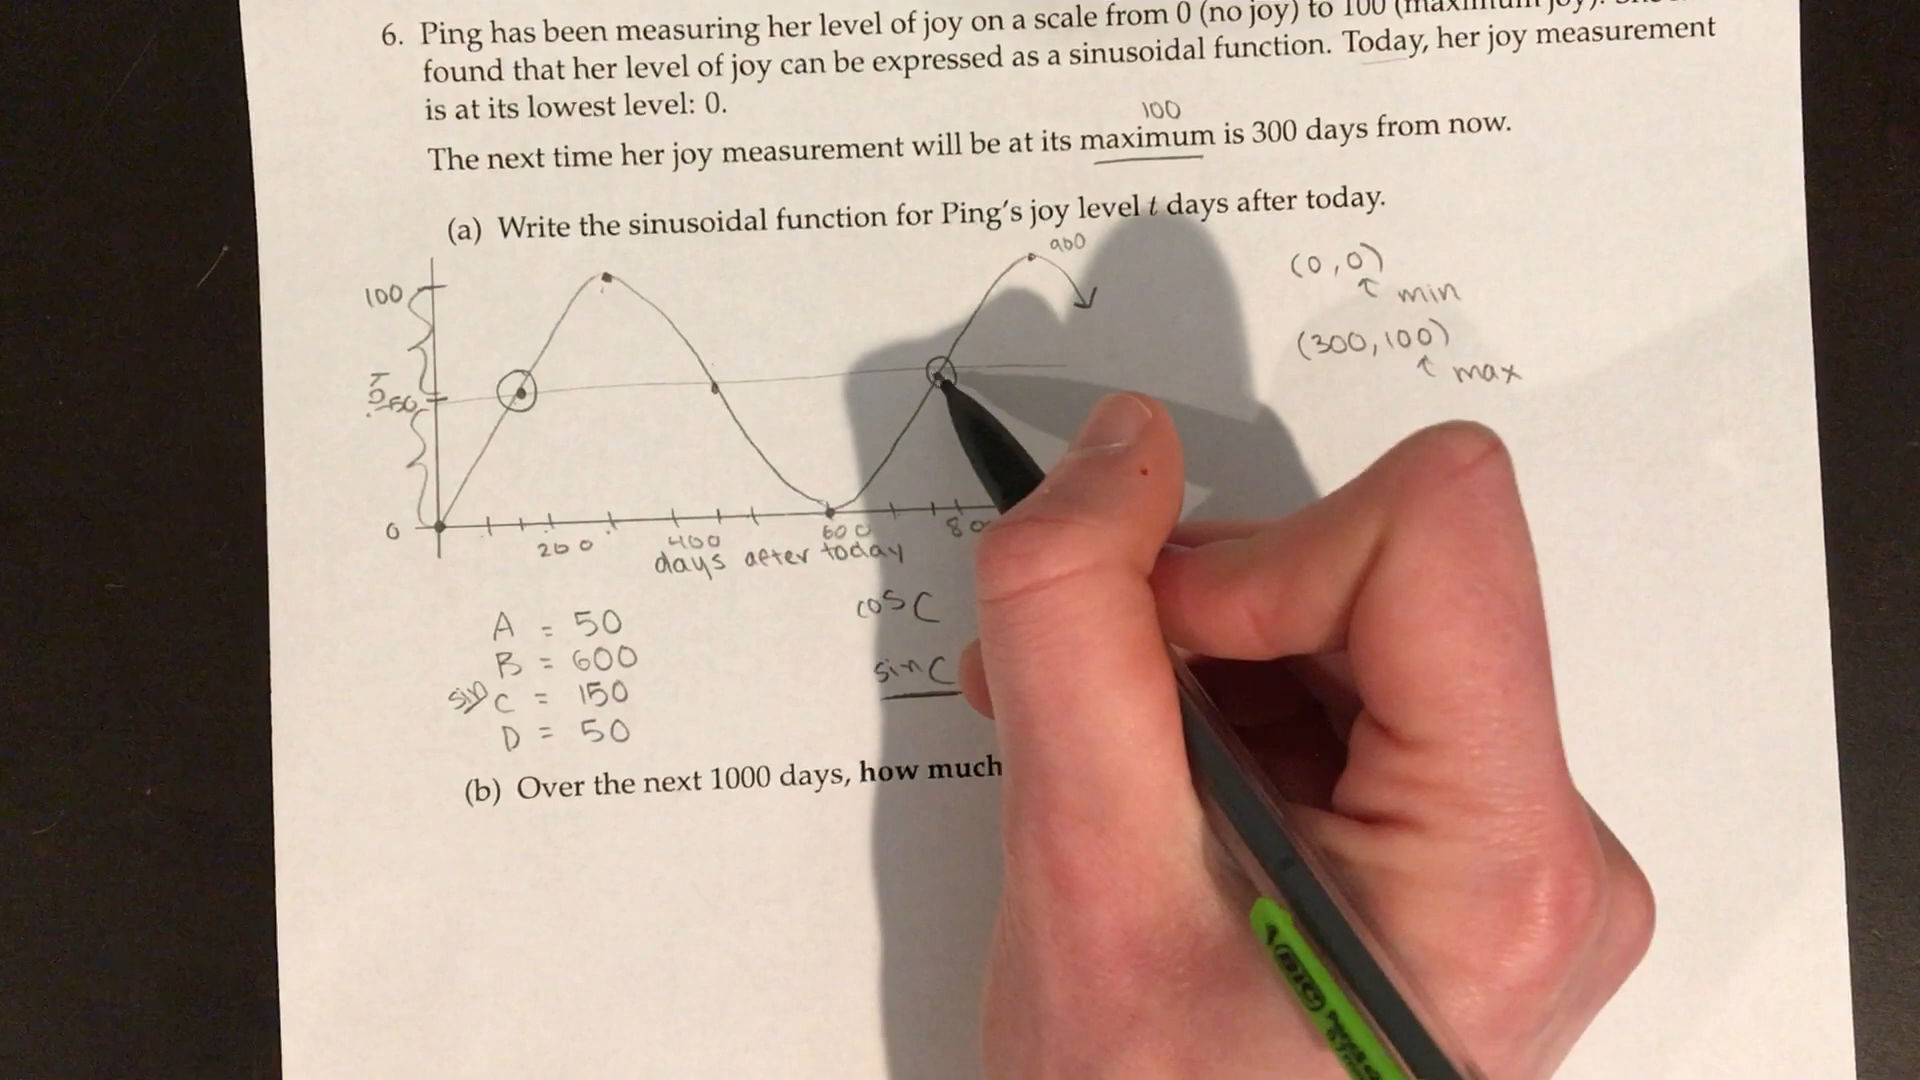 6. Ping has been measuring her level of joy on a scale from 0 (no joy) to 100 (maximum joy).
found that her level of joy can be expressed as a sinusoidal function. Today, her joy measurement
is at its lowest level: 0.
100
The next time her joy measurement will be at its maximum is 300 days from now.
(a) Write the sinusoidal function for Ping's joy level t days after today.
900
(0,0)
min
100
(300,100)
max
50
0
200
400
600
80
days after today
A = 50
B = 600
sin C = 150
D = 50
cos C
sin C
(b) Over the next 1000 days, how much
BIC